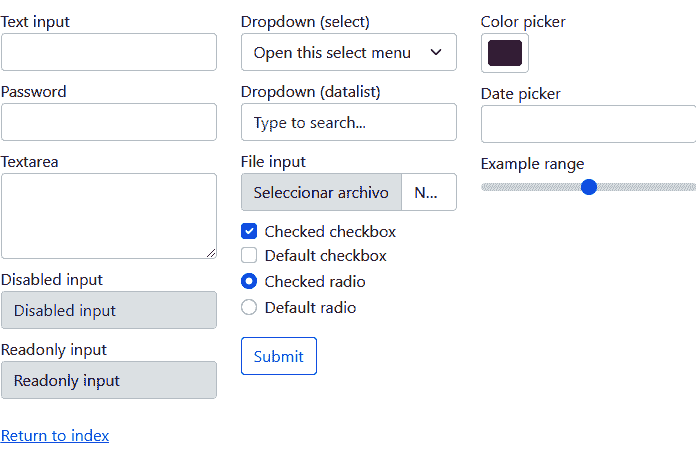 Text input
Password
Textarea
Disabled input
Disabled input
Readonly input
Readonly input
Return to index
Dropdown (select)
Open this select menu
Dropdown (datalist)
Type to search...
File input
Seleccionar archivo N...
Checked checkbox
Default checkbox
Checked radio
Default radio
Submit
Color picker
Date picker
Example range